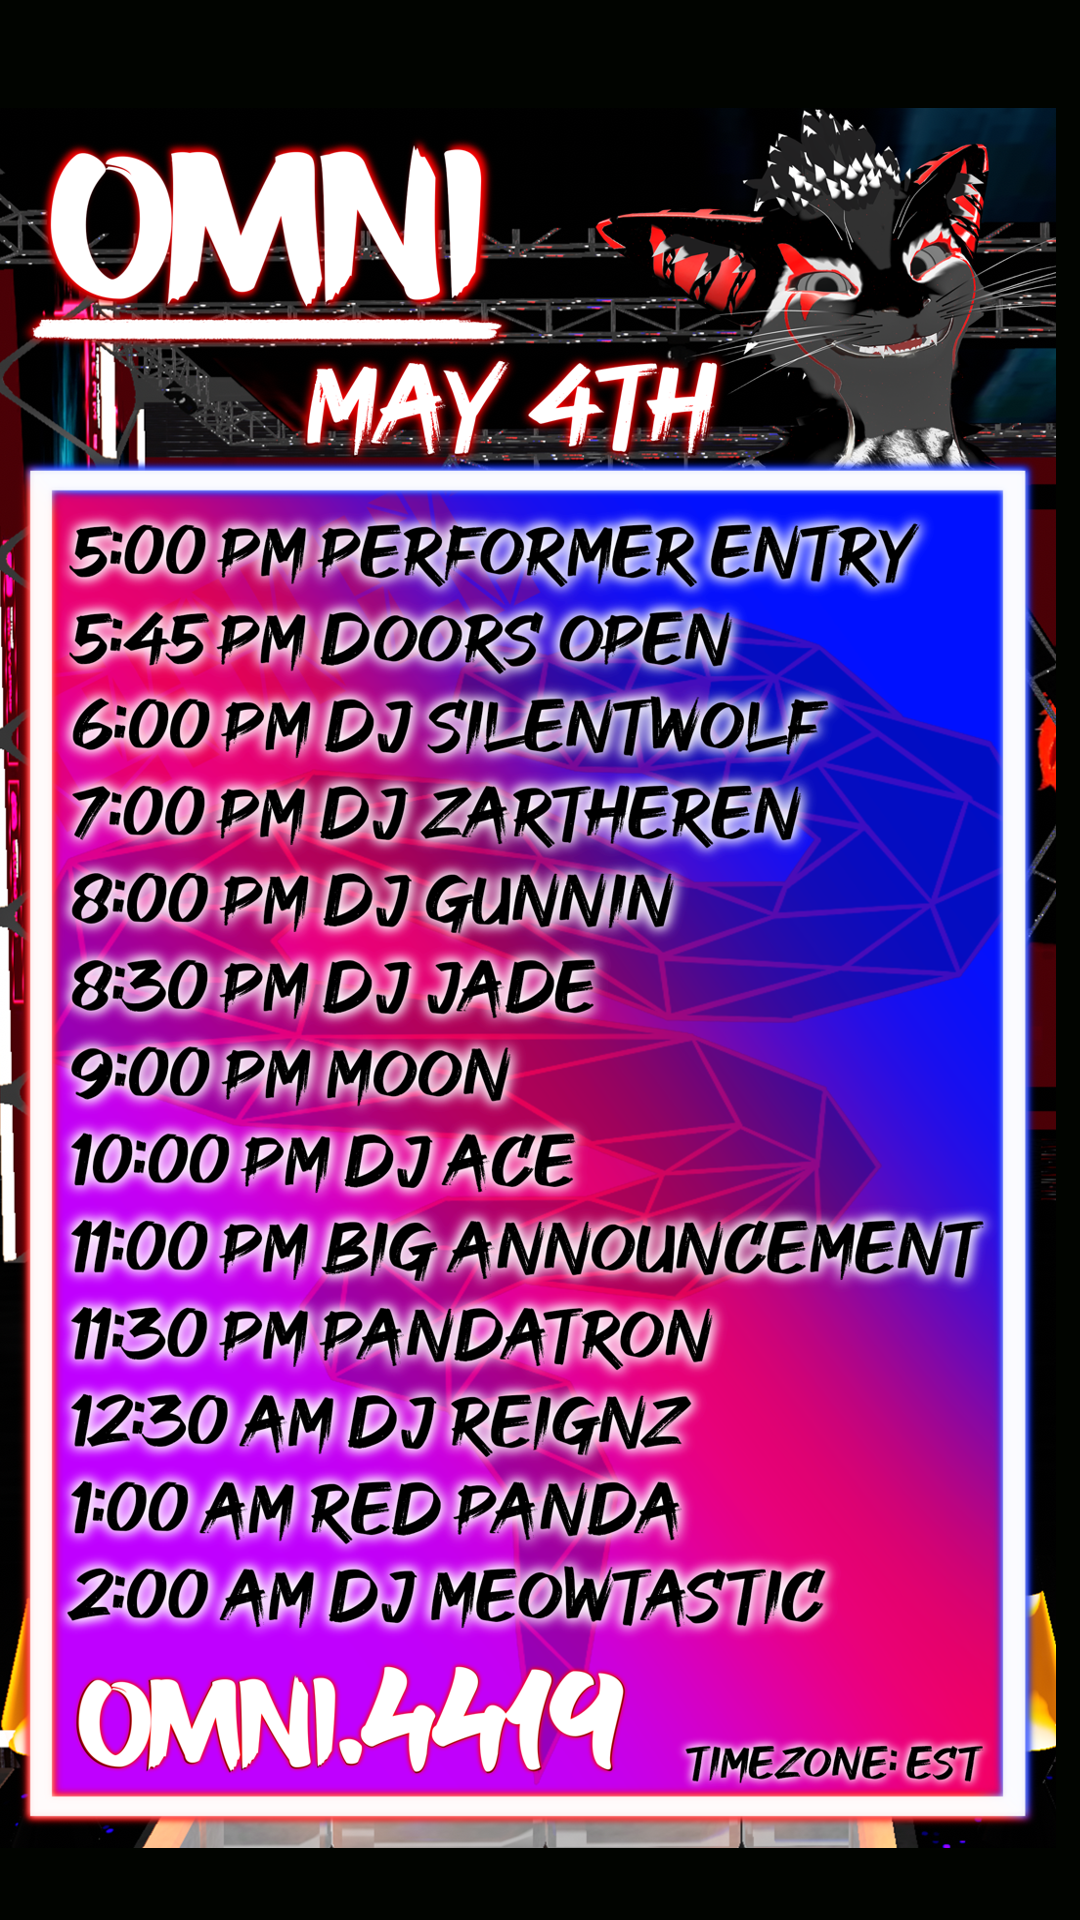 OMNI
MAY 4TH
5:00 PM PERFORMER ENTRY
5:45 PM DOORS OPEN
6:00 PM DJ SILENTWOLF
7:00 PM DJ ZARTHEREN
8:00 PM DJ GUNNIN
8:30 PM DJ JADE
9:00 PM MOON
10:00 PM DJ ACE
11:00 PM BIG ANNOUNCEMENT
11:30 PM PANDATRON
12:30 AM DJ REIGNZ
1:00 AM RED PANDA
2:00 AM DJ MEOWTASTIC
OMNI.4419
TIMEZONE: EST